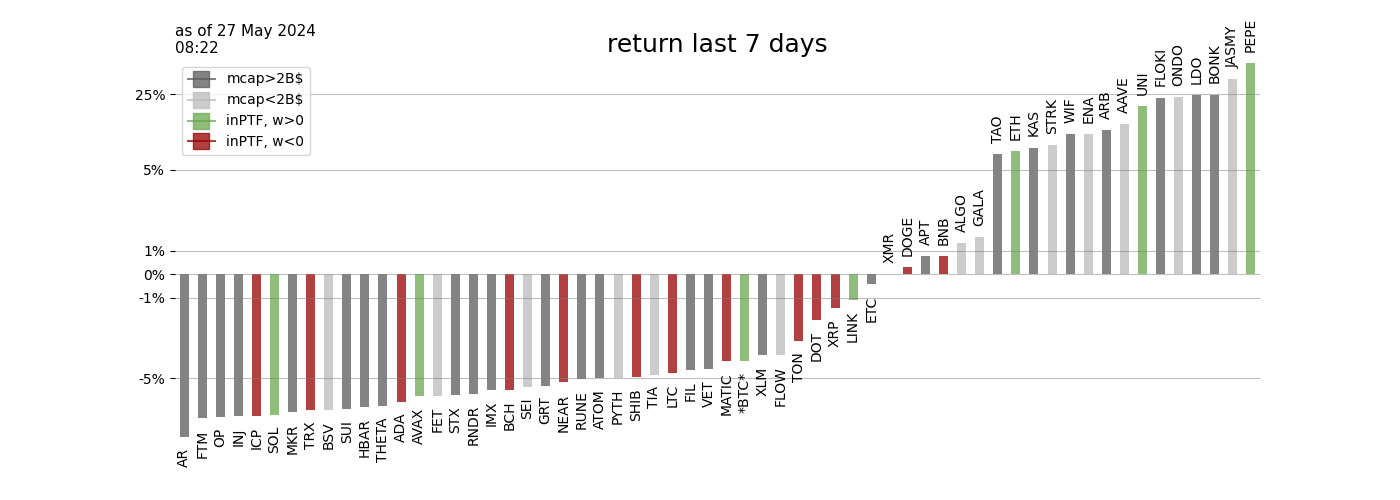 as of 27 May 2024
08:22
return last 7 days
mcap>2B$
mcap<2B$
inPTF, w>0
inPTF, w<0
25%
5%
1%
0%
-1%
-5%
AR
FTM
OP
INJ
ICP
SOL
MKR
TRX
BSV
SUI
HBAR
THETA
ADA
AVAX
FET
STX
RNDR
IMX
BCH
SEI
GRT
NEAR
RUNE
ATOM
PYTH
SHIB
TIA
LTC
FIL
VET
MATIC
*BTC*
XLM
FLOW
TON
DOT
XRP
LINK
ETC
XMR
DOGE
APT
BNB
ALGO
GALA
TAO
ETH
KAS
STRK
WIF
ENA
ARB
AAVE
UNI
FLOKI
ONDO
LDO
BONK
JASMY
PEPE